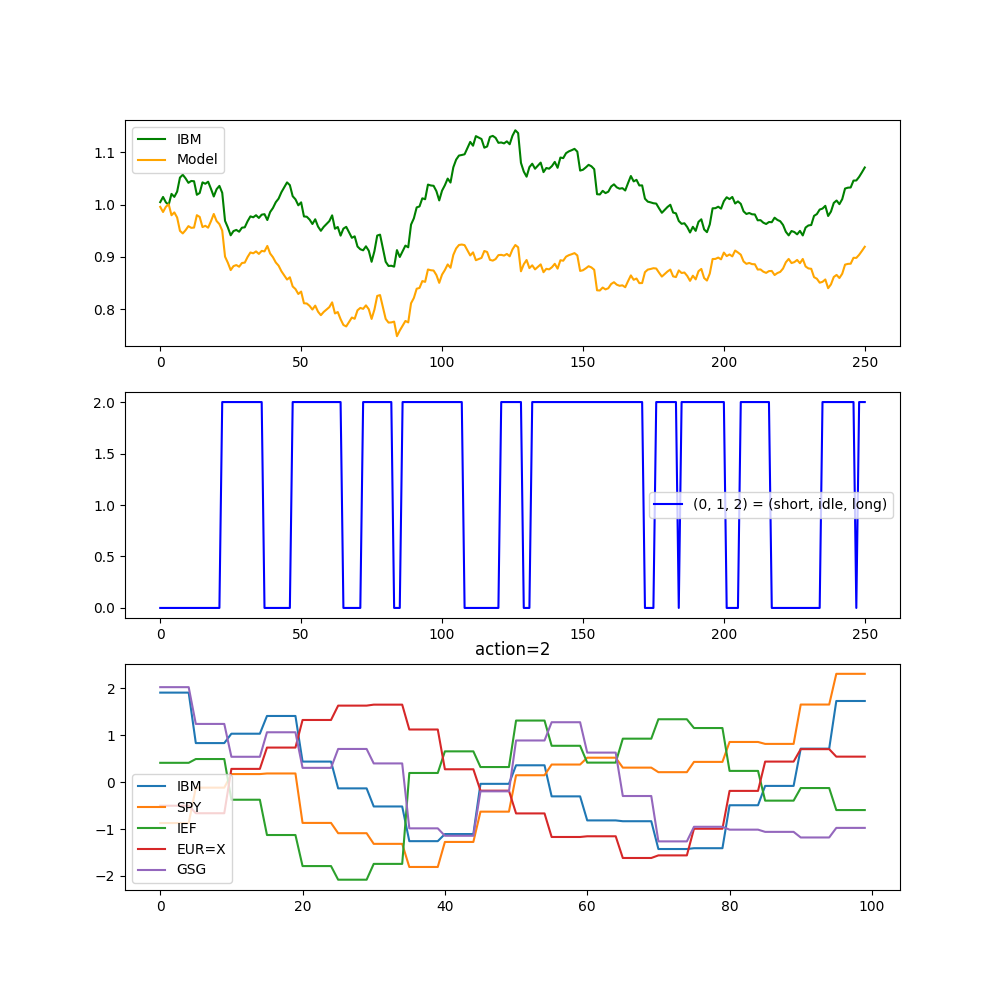 IBM
Model
1.1
1.0
0.9
0.8
0 50 100 150 200 250
2.0
1.5
1.0
0.5
0.0
(0, 1, 2) = (short, idle, long)
0 50 100 150 200 250
action=2
2
1
0
−1
−2
IBM
SPY
IEF
EUR=X
GSG
0 20 40 60 80 100